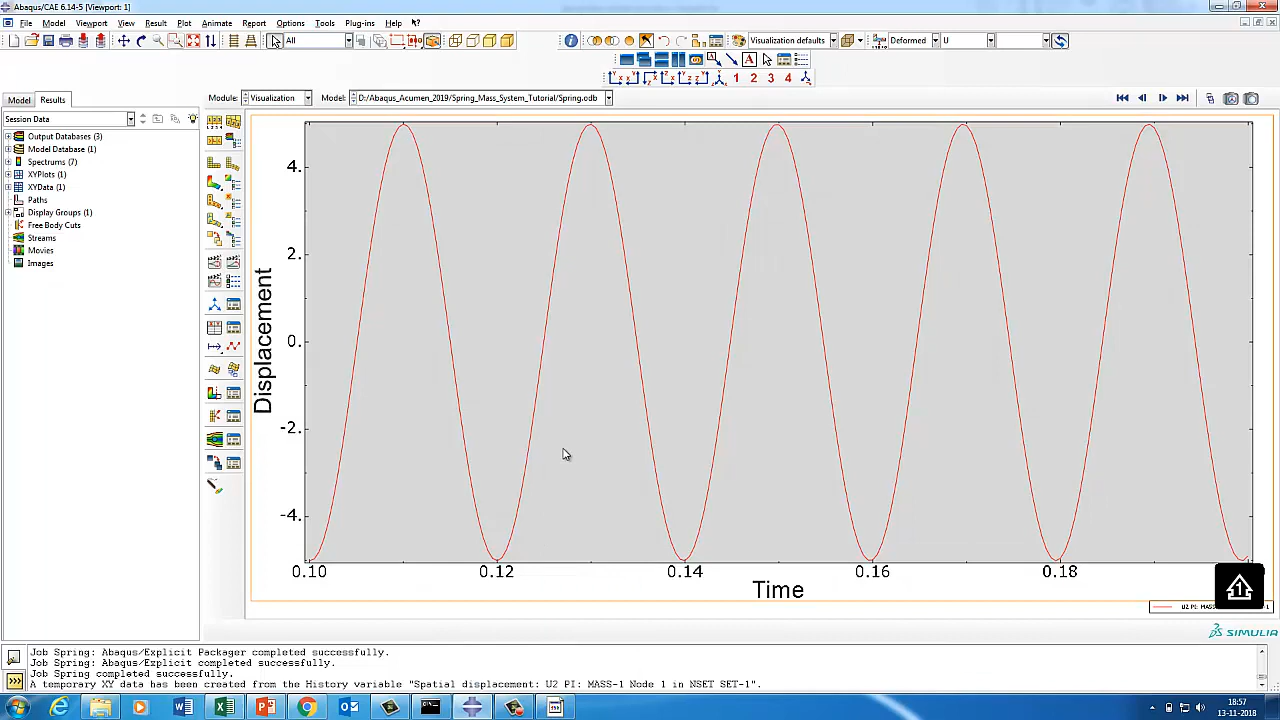 Abaqus/CAE 6.14-5 [Viewport: 1]
File Model Viewport View Result Plot Animate Report Options Tools Plug-ins Help
All Visualization defaults Deformed U
1 2 3 4
Model Results Module: Visualization Model: D:/Abaqus_Acumen_2019/Spring_Mass_System_Tutorial/Spring.odb
Session Data
Output Databases (3)
Model Database (1)
Spectrums (7)
XYPlots (1)
XYData (1)
Paths
Display Groups (1)
Free Body Cuts
Streams
Movies
Images
Displacement
4.
2.
0.
-2.
-4.
0.10 0.12 0.14 0.16 0.18
Time
U2 PI: MASS-1
SIMULIA
Job Spring: Abaqus/Explicit Packager completed successfully.
Job Spring: Abaqus/Explicit completed successfully.
Job Spring completed successfully.
A temporary XY data has been created from the History variable "Spatial displacement: U2 PI: MASS-1 Node 1 in NSET SET-1".
18:57
13-11-2018